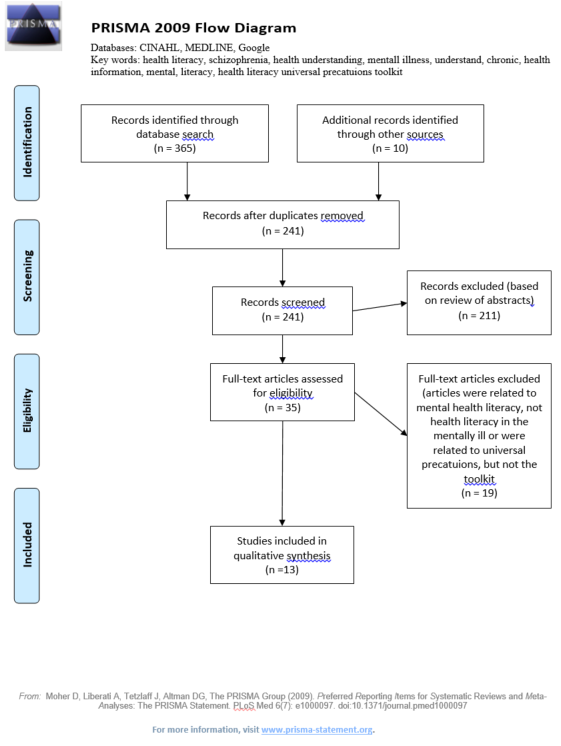 PRISMA
PRISMA 2009 Flow Diagram
Databases: CINAHL, MEDLINE, Google
Key words: health literacy, schizophrenia, health understanding, mentall illness, understand, chronic, health
information, mental, literacy, health literacy universal precatuions toolkit
Identification
Records identified through
database search
(n = 365)
Additional records identified
through other sources
(n = 10)
Records after duplicates removed
(n = 241)
Screening
Records screened
(n = 241)
Records excluded (based
on review of abstracts)
(n = 211)
Eligibility
Full-text articles assessed
for eligibility
(n = 35)
Full-text articles excluded
(articles were related to
mental health literacy, not
health literacy in the
mentally ill or were
related to universal
precatuions, but not the
toolkit
(n = 19)
Included
Studies included in
qualitative synthesis
(n =13)
From: Moher D, Liberati A, Tetzlaff J, Altman DG, The PRISMA Group (2009). Preferred Reporting Items for Systematic Reviews and Meta-
Analyses: The PRISMA Statement. PLoS Med 6(7): e1000097. doi:10.1371/journal.pmed1000097
For more information, visit www.prisma-statement.org.